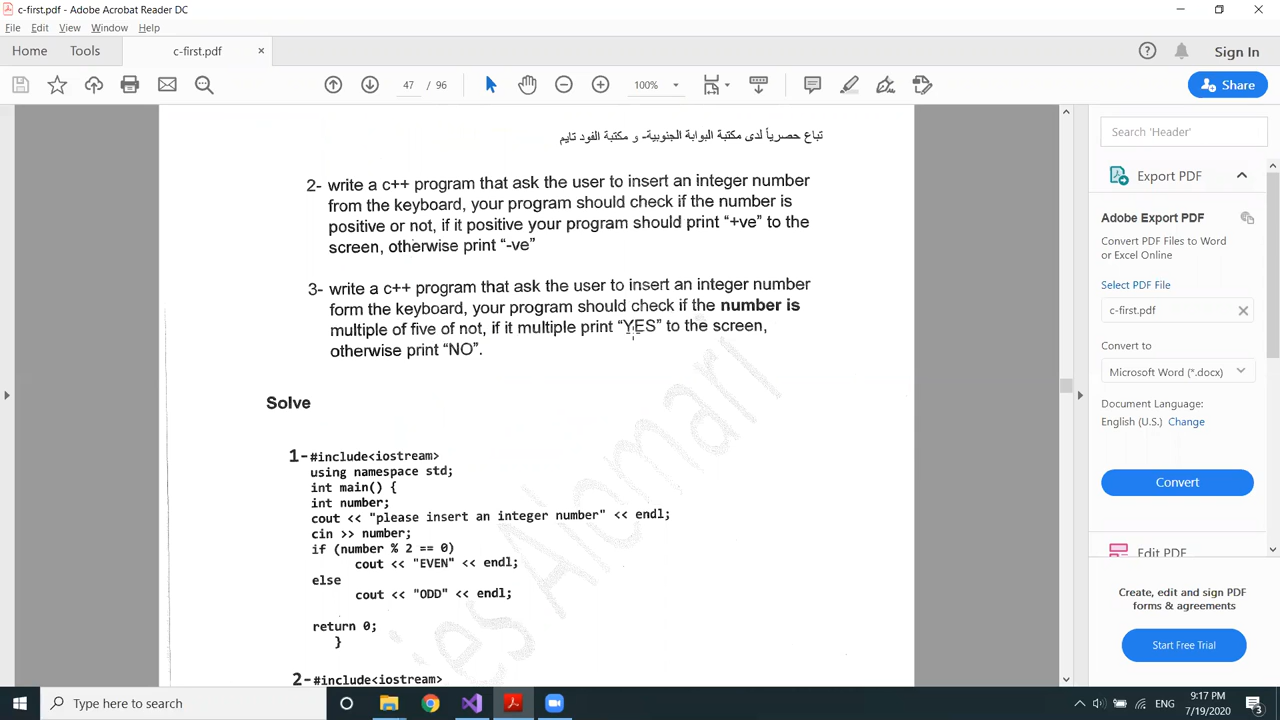 c-first.pdf - Adobe Acrobat Reader DC
File Edit View Window Help
Home Tools c-first.pdf × Sign In
47 / 96 100% Share
تباع حصرياً لدى مكتبة البوابة الجنوبية- و مكتبة الفود تايم
2- write a c++ program that ask the user to insert an integer number
from the keyboard, your program should check if the number is
positive or not, if it positive your program should print “+ve” to the
screen, otherwise print “-ve”
3- write a c++ program that ask the user to insert an integer number
form the keyboard, your program should check if the number is
multiple of five of not, if it multiple print “YES” to the screen,
otherwise print “NO”.
Solve
1- #include<iostream>
using namespace std;
int main() {
int number;
cout << "please insert an integer number" << endl;
cin >> number;
if (number % 2 == 0)
cout << "EVEN" << endl;
else
cout << "ODD" << endl;
return 0;
}
2- #include<iostream>
ies Alamari
Search 'Header'
Export PDF
Adobe Export PDF
Convert PDF Files to Word
or Excel Online
Select PDF File
c-first.pdf
Convert to
Microsoft Word (*.docx)
Document Language:
English (U.S.) Change
Convert
Edit PDF
Create, edit and sign PDF
forms & agreements
Start Free Trial
Type here to search
ENG
9:17 PM
7/19/2020
3